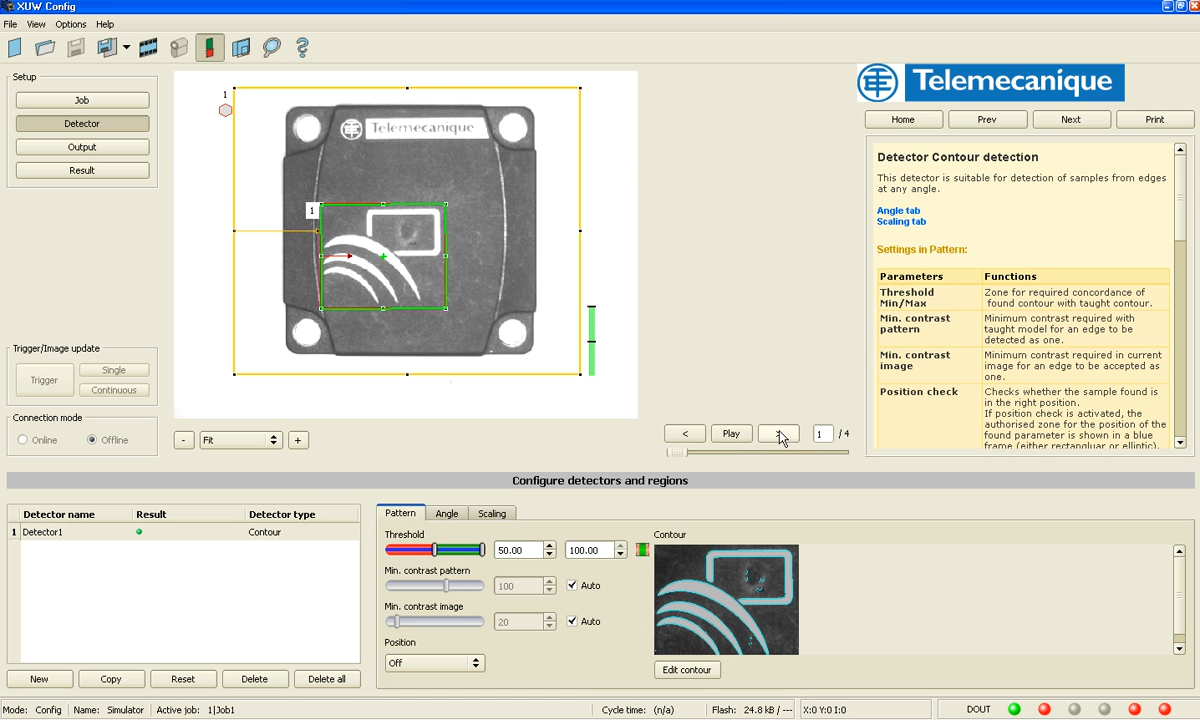 XUW Config
File View Options Help
Setup
Job
Detector
Output
Result
Trigger/Image update
Trigger
Single
Continuous
Connection mode
Online
Offline
1
Telemecanique
1
-
Fit
+
<
Play
1
/ 4
Telemecanique
Home
Prev
Next
Print
Detector Contour detection
This detector is suitable for detection of samples from edges
at any angle.
Angle tab
Scaling tab
Settings in Pattern:
Parameters Functions
Threshold Min/Max
Zone for required concordance of found contour with taught contour.
Min. contrast pattern
Minimum contrast required with taught model for an edge to be detected as one.
Min. contrast image
Minimum contrast required in current image for an edge to be accepted as one.
Position check
Checks whether the sample found is
in the right position.
If position check is activated, the
authorised zone for the position of
the found parameter is shown in a blue
frame (either rectangluar or elliptic).
Configure detectors and regions
Detector name Result Detector type
1 Detector1 Contour
New
Copy
Reset
Delete
Delete all
Pattern
Angle
Scaling
Threshold
50.00
100.00
Min. contrast pattern
100
Auto
Min. contrast image
20
Auto
Position
Off
Contour
Edit contour
Mode: Config Name: Simulator Active job: 1|Job1 Cycle time: (n/a) Flash: 24.8 kB / --- X:0 Y:0 I:0 DOUT